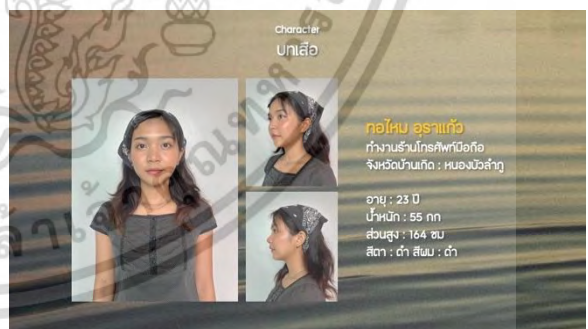 Character
บทเสือ
ทอไหม อุราแก้ว
ทำงานร้านโทรศัพท์มือถือ
จังหวัดบ้านเกิด : หนองบัวลำภู
อายุ : 23 ปี
น้ำหนัก : 55 กก
ส่วนสูง : 164 ซม
สีตา : ดำ สีผม : ดำ